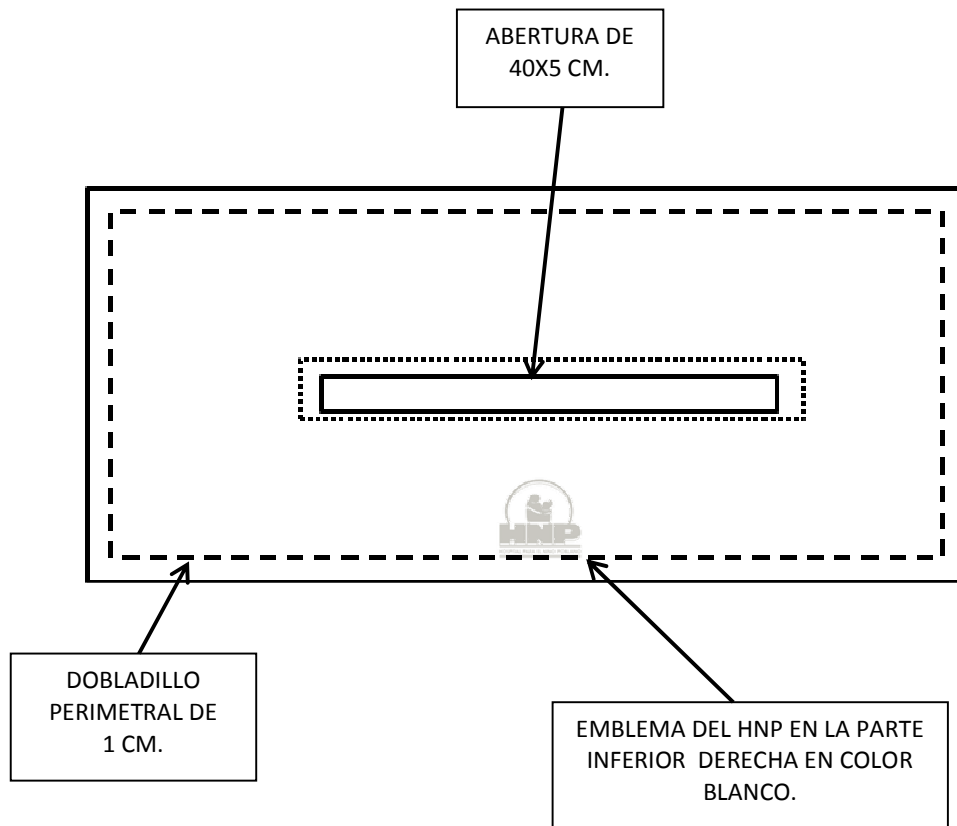 ABERTURA DE
40X5 CM.
HNP
DOBLADILLO
PERIMETRAL DE
1 CM.
EMBLEMA DEL HNP EN LA PARTE
INFERIOR DERECHA EN COLOR
BLANCO.